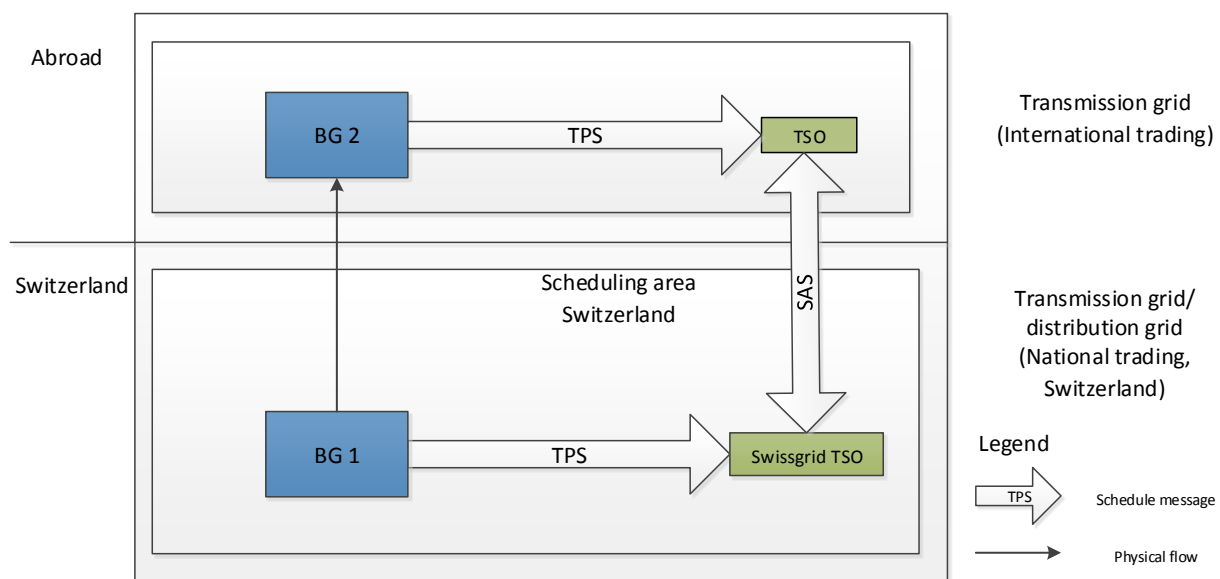 Abroad
BG 2
TPS
TSO
Transmission grid
(International trading)
Switzerland
Scheduling area
Switzerland
SAS
Transmission grid/
distribution grid
(National trading,
Switzerland)
BG 1
TPS
Swissgrid TSO
Legend
TPS
Schedule message
Physical flow